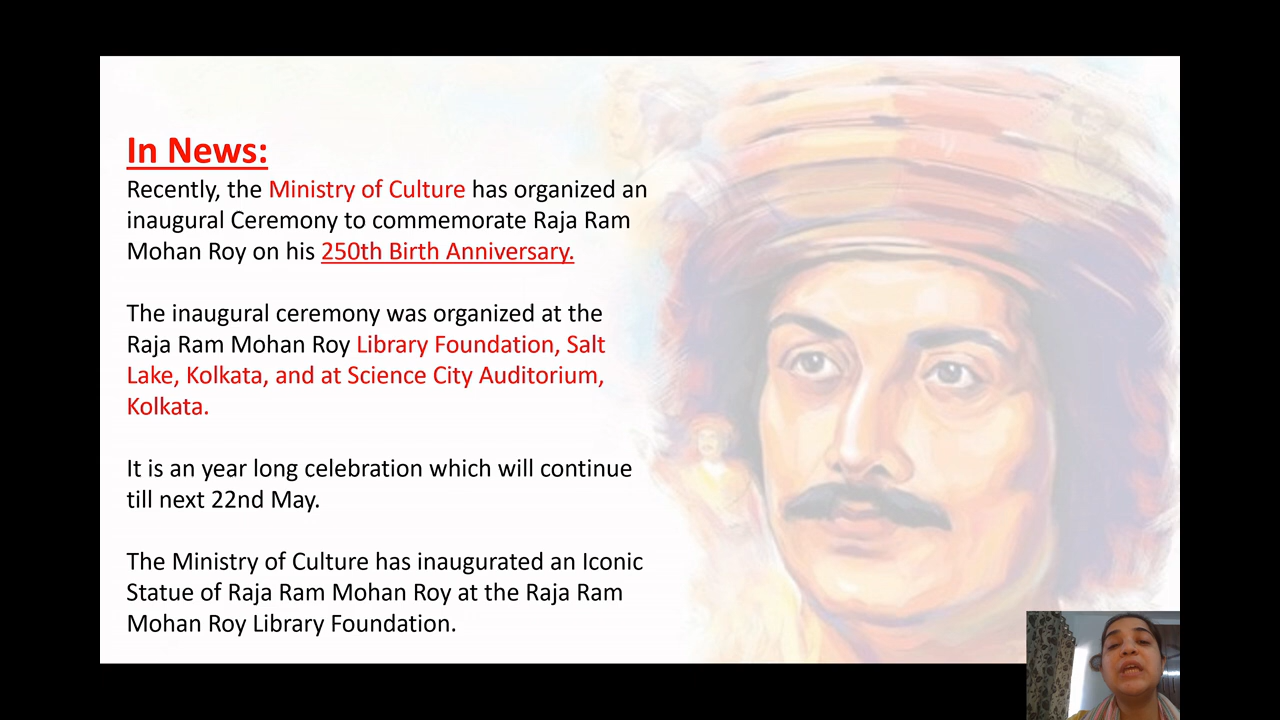 In News:
Recently, the Ministry of Culture has organized an
inaugural Ceremony to commemorate Raja Ram
Mohan Roy on his 250th Birth Anniversary.
The inaugural ceremony was organized at the
Raja Ram Mohan Roy Library Foundation, Salt
Lake, Kolkata, and at Science City Auditorium,
Kolkata.
It is an year long celebration which will continue
till next 22nd May.
The Ministry of Culture has inaugurated an Iconic
Statue of Raja Ram Mohan Roy at the Raja Ram
Mohan Roy Library Foundation.